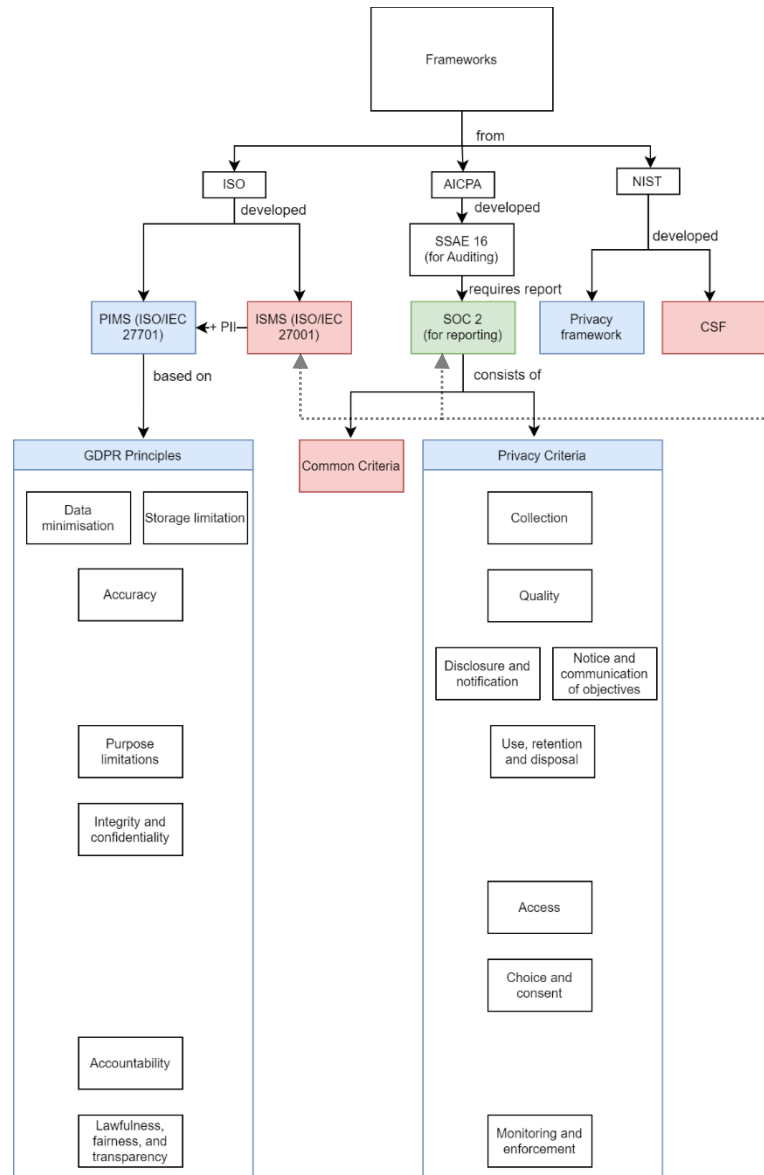 Frameworks
from
ISO
AICPA
NIST
developed
developed
developed
SSAE 16
(for Auditing)
requires report
PIMS (ISO/IEC
27701)
+ PII
ISMS (ISO/IEC
27001)
SOC 2
(for reporting)
Privacy
framework
CSF
based on
consists of
GDPR Principles
Common Criteria
Privacy Criteria
Data
minimisation
Storage limitation
Collection
Accuracy
Quality
Disclosure and
notification
Notice and
communication
of objectives
Purpose
limitations
Use, retention
and disposal
Integrity and
confidentiality
Access
Choice and
consent
Accountability
Lawfulness,
fairness, and
transparency
Monitoring and
enforcement